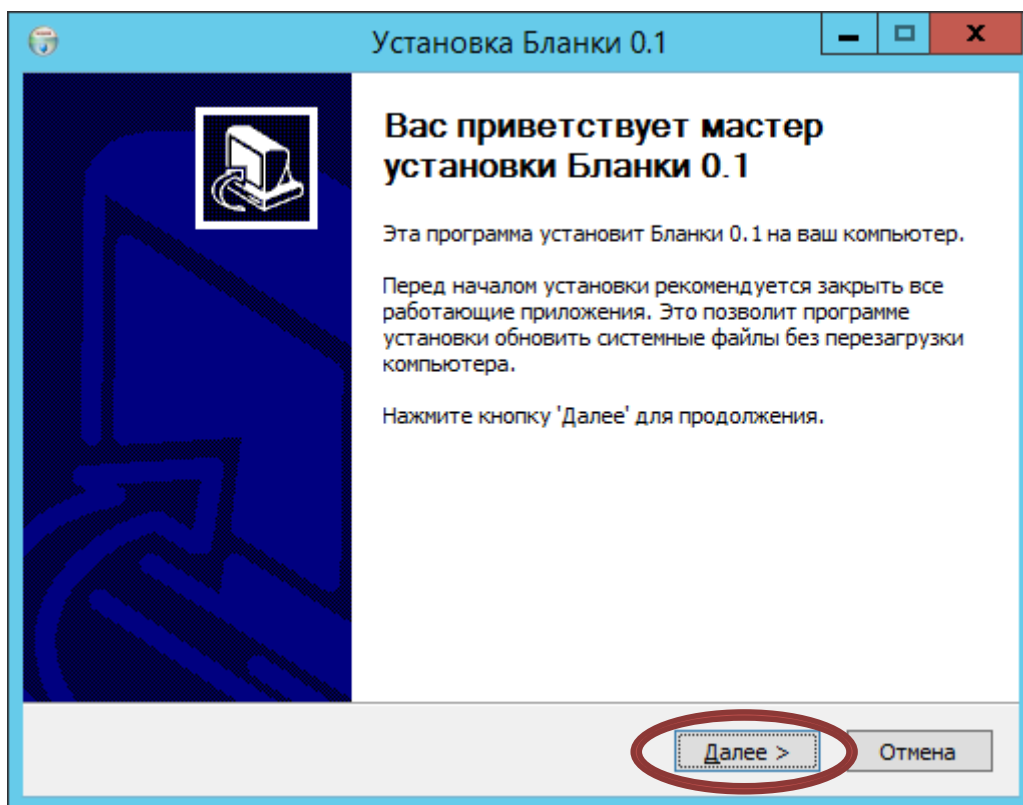 Установка Бланки 0.1
Вас приветствует мастер
установки Бланки 0.1
Эта программа установит Бланки 0.1 на ваш компьютер.
Перед началом установки рекомендуется закрыть все
работающие приложения. Это позволит программе
установки обновить системные файлы без перезагрузки
компьютера.
Нажмите кнопку 'Далее' для продолжения.
Далее >
Отмена